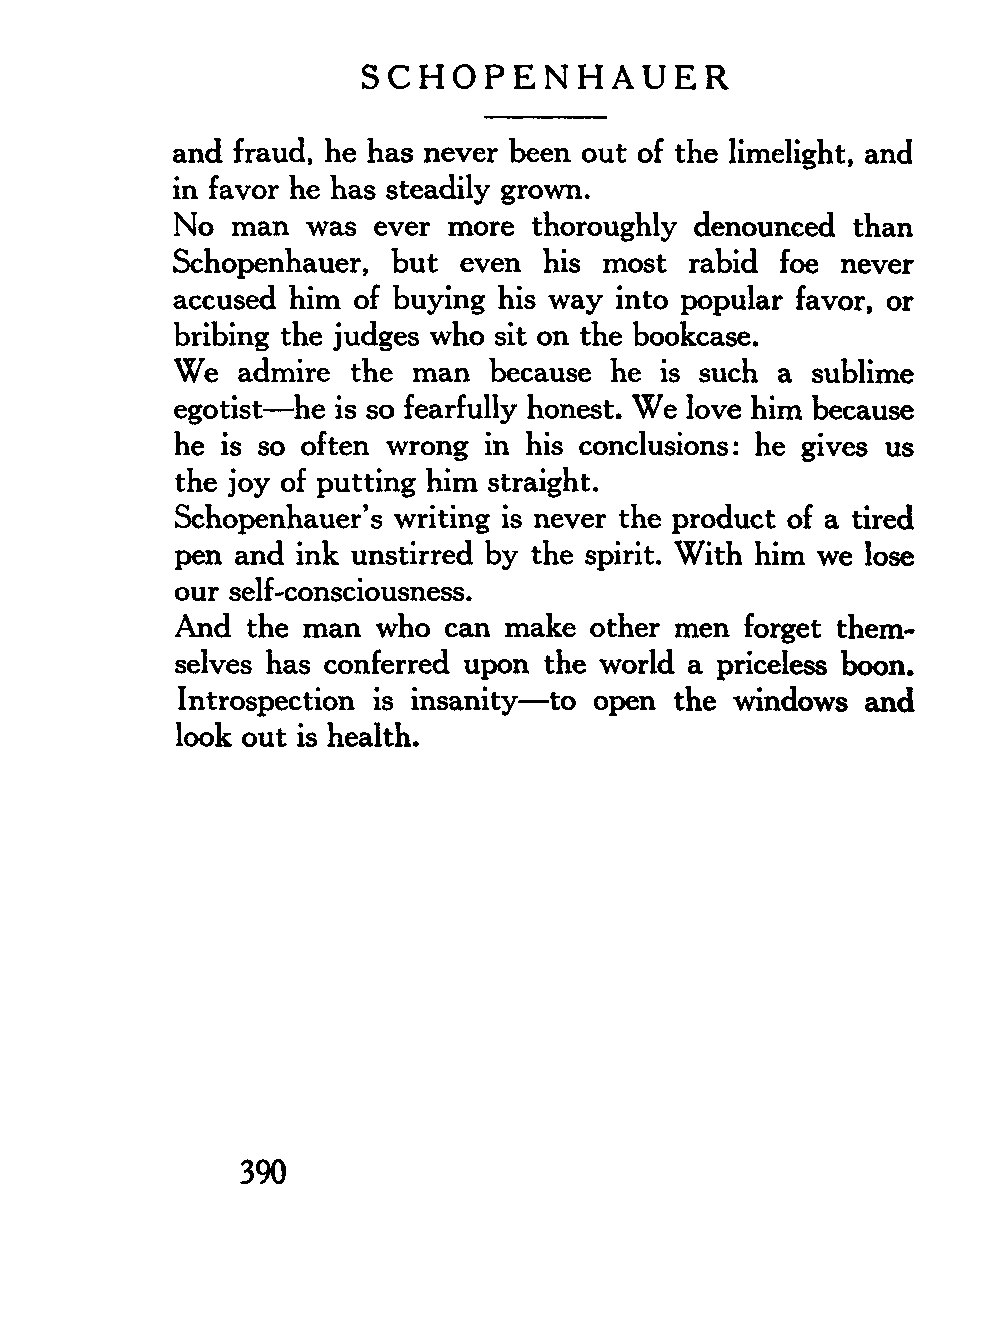 SCHOPENHAUER
and fraud, he has never been out of the limelight, and
in favor he has steadily grown.
No man was ever more thoroughly denounced than
Schopenhauer, but even his most rabid foe never
accused him of buying his way into popular favor, or
bribing the judges who sit on the bookcase.
We admire the man because he is such a sublime
egotist—he is so fearfully honest. We love him because
he is so often wrong in his conclusions: he gives us
the joy of putting him straight.
Schopenhauer's writing is never the product of a tired
pen and ink unstirred by the spirit. With him we lose
our self-consciousness.
And the man who can make other men forget them-
selves has conferred upon the world a priceless boon.
Introspection is insanity—to open the windows and
look out is health.
390